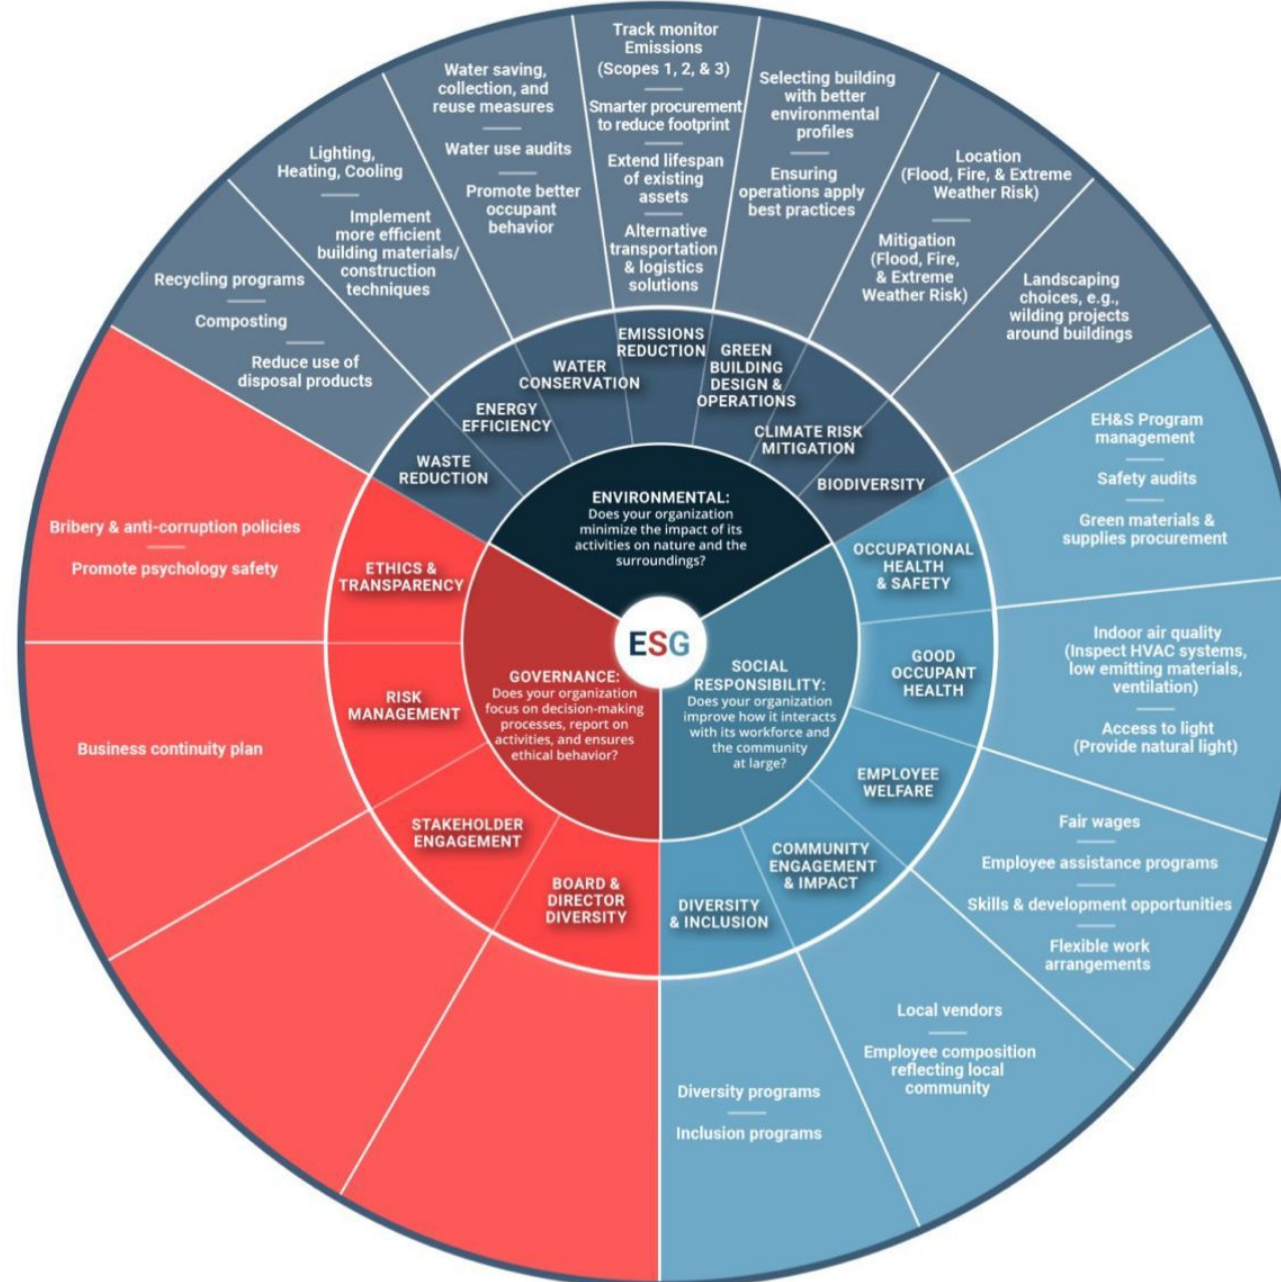 Track monitor
Emissions
(Scopes 1, 2, & 3)
Smarter procurement
to reduce footprint
Extend lifespan
of existing
assets
Alternative
transportation
& logistics
solutions
Water saving,
collection, and
reuse measures
Water use audits
Promote better
occupant
behavior
Selecting building
with better
environmental
profiles
Ensuring
operations apply
best practices
Lighting,
Heating, Cooling
Implement
more efficient
building materials/
construction
techniques
Location
(Flood, Fire, & Extreme
Weather Risk)
Mitigation
(Flood, Fire,
& Extreme
Weather Risk)
Recycling programs
Composting
Reduce use of
disposal products
Landscaping
choices, e.g.,
wilding projects
around buildings
EMISSIONS
REDUCTION
WATER
CONSERVATION
GREEN
BUILDING
DESIGN &
OPERATIONS
ENERGY
EFFICIENCY
CLIMATE RISK
MITIGATION
WASTE
REDUCTION
BIODIVERSITY
ENVIRONMENTAL:
Does your organization
minimize the impact of its
activities on nature and the
surroundings?
EH&S Program
management
Safety audits
Green materials &
supplies procurement
Bribery & anti-corruption policies
Promote psychology safety
ETHICS &
TRANSPARENCY
OCCUPATIONAL
HEALTH
& SAFETY
ESG
Indoor air quality
(Inspect HVAC systems,
low emitting materials,
ventilation)
Access to light
(Provide natural light)
GOOD
OCCUPANT
HEALTH
GOVERNANCE:
Does your organization
focus on decision-making
processes, report on
activities, and ensures
ethical behavior?
SOCIAL
RESPONSIBILITY:
Does your organization
improve how it interacts
with its workforce and
the community
at large?
RISK
MANAGEMENT
Business continuity plan
EMPLOYEE
WELFARE
Fair wages
Employee assistance programs
Skills & development opportunities
Flexible work
arrangements
STAKEHOLDER
ENGAGEMENT
COMMUNITY
ENGAGEMENT
& IMPACT
BOARD &
DIRECTOR
DIVERSITY
DIVERSITY
& INCLUSION
Local vendors
Employee composition
reflecting local
community
Diversity programs
Inclusion programs